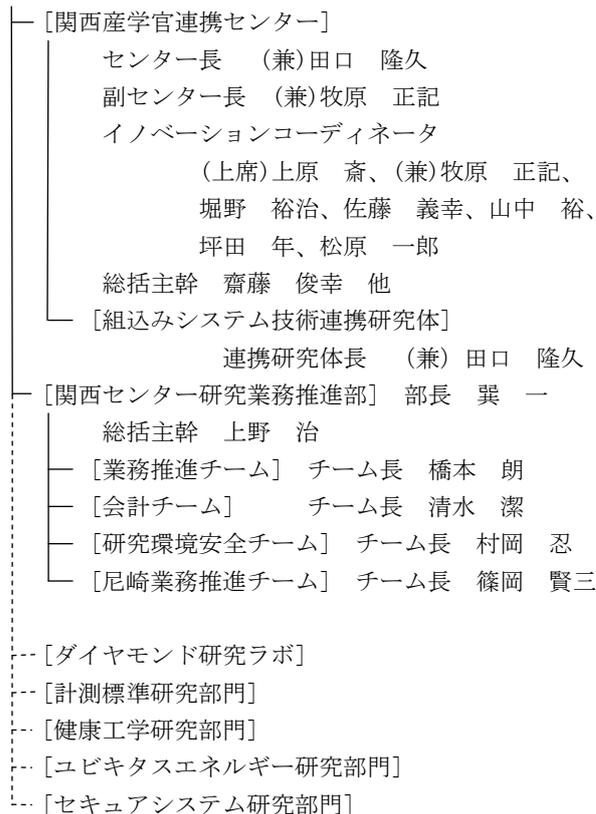 ［関西産学官連携センター］
センター長　（兼）田口　隆久
副センター長　（兼）牧原　正記
イノベーションコーディネータ
（上席）上原　斎、（兼）牧原　正記、
堀野　裕治、佐藤　義幸、山中　裕、
坪田　年、松原　一郎
総括主幹　齋藤　俊幸　他
［組込みシステム技術連携研究体］
連携研究体長　（兼）田口　隆久
［関西センター研究業務推進部］　部長　巽　一
総括主幹　上野　治
［業務推進チーム］　チーム長　橋本　朗
［会計チーム］　チーム長　清水　潔
［研究環境安全チーム］　チーム長　村岡　忍
［尼崎業務推進チーム］　チーム長　篠岡　賢三
［ダイヤモンド研究ラボ］
［計測標準研究部門］
［健康工学研究部門］
［ユビキタスエネルギー研究部門］
［セキュアシステム研究部門］